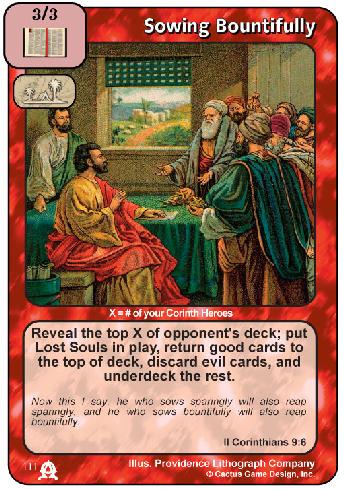 3/3
Sowing Bountifully
X = # of your Corinth Heroes
Reveal the top X of opponent's deck; put
Lost Souls in play, return good cards to
the top of deck, discard evil cards, and
underdeck the rest.
Now this I say, he who sows sparingly will also reap
sparingly, and he who sows bountifully will also reap
bountifully.
II Corinthians 9:6
Illus. Providence Lithograph Company
© Cactus Game Design, Inc.